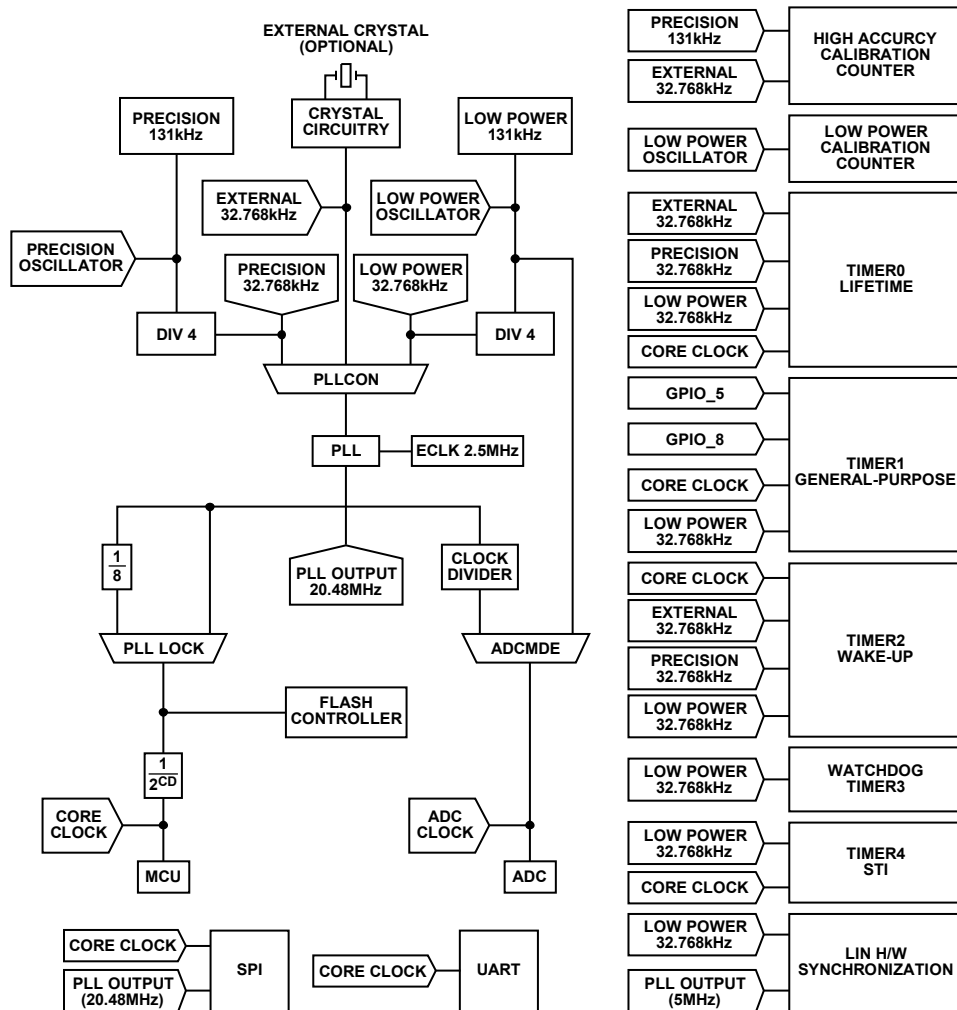 EXTERNAL CRYSTAL
(OPTIONAL)
PRECISION
131kHz
CRYSTAL
CIRCUITRY
LOW POWER
131kHz
EXTERNAL
32.768kHz
LOW POWER
OSCILLATOR
PRECISION
OSCILLATOR
PRECISION
32.768kHz
LOW POWER
32.768kHz
DIV 4
DIV 4
PLLCON
PLL
ECLK 2.5MHz
1
8
PLL OUTPUT
20.48MHz
CLOCK
DIVIDER
PLL LOCK
ADCMDE
FLASH
CONTROLLER
1
2CD
CORE
CLOCK
ADC
CLOCK
MCU
ADC
CORE CLOCK
PLL OUTPUT
(20.48MHz)
SPI
CORE CLOCK
UART
PRECISION
131kHz
EXTERNAL
32.768kHz
HIGH ACCURCY
CALIBRATION
COUNTER
LOW POWER
OSCILLATOR
LOW POWER
CALIBRATION
COUNTER
EXTERNAL
32.768kHz
PRECISION
32.768kHz
LOW POWER
32.768kHz
CORE CLOCK
TIMER0
LIFETIME
GPIO_5
GPIO_8
CORE CLOCK
LOW POWER
32.768kHz
TIMER1
GENERAL-PURPOSE
CORE CLOCK
EXTERNAL
32.768kHz
PRECISION
32.768kHz
LOW POWER
32.768kHz
TIMER2
WAKE-UP
LOW POWER
32.768kHz
WATCHDOG
TIMER3
LOW POWER
32.768kHz
CORE CLOCK
TIMER4
STI
LOW POWER
32.768kHz
PLL OUTPUT
(5MHz)
LIN H/W
SYNCHRONIZATION